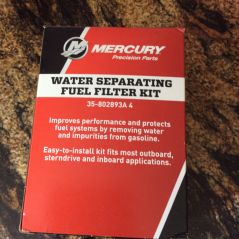 MERCURY
Precision Parts
WATER SEPARATING
FUEL FILTER KIT
35-802893A 4
Improves performance and protects
fuel systems by removing water
and impurities from gasoline.
Easy-to-install kit fits most outboard,
sterndrive and inboard applications.